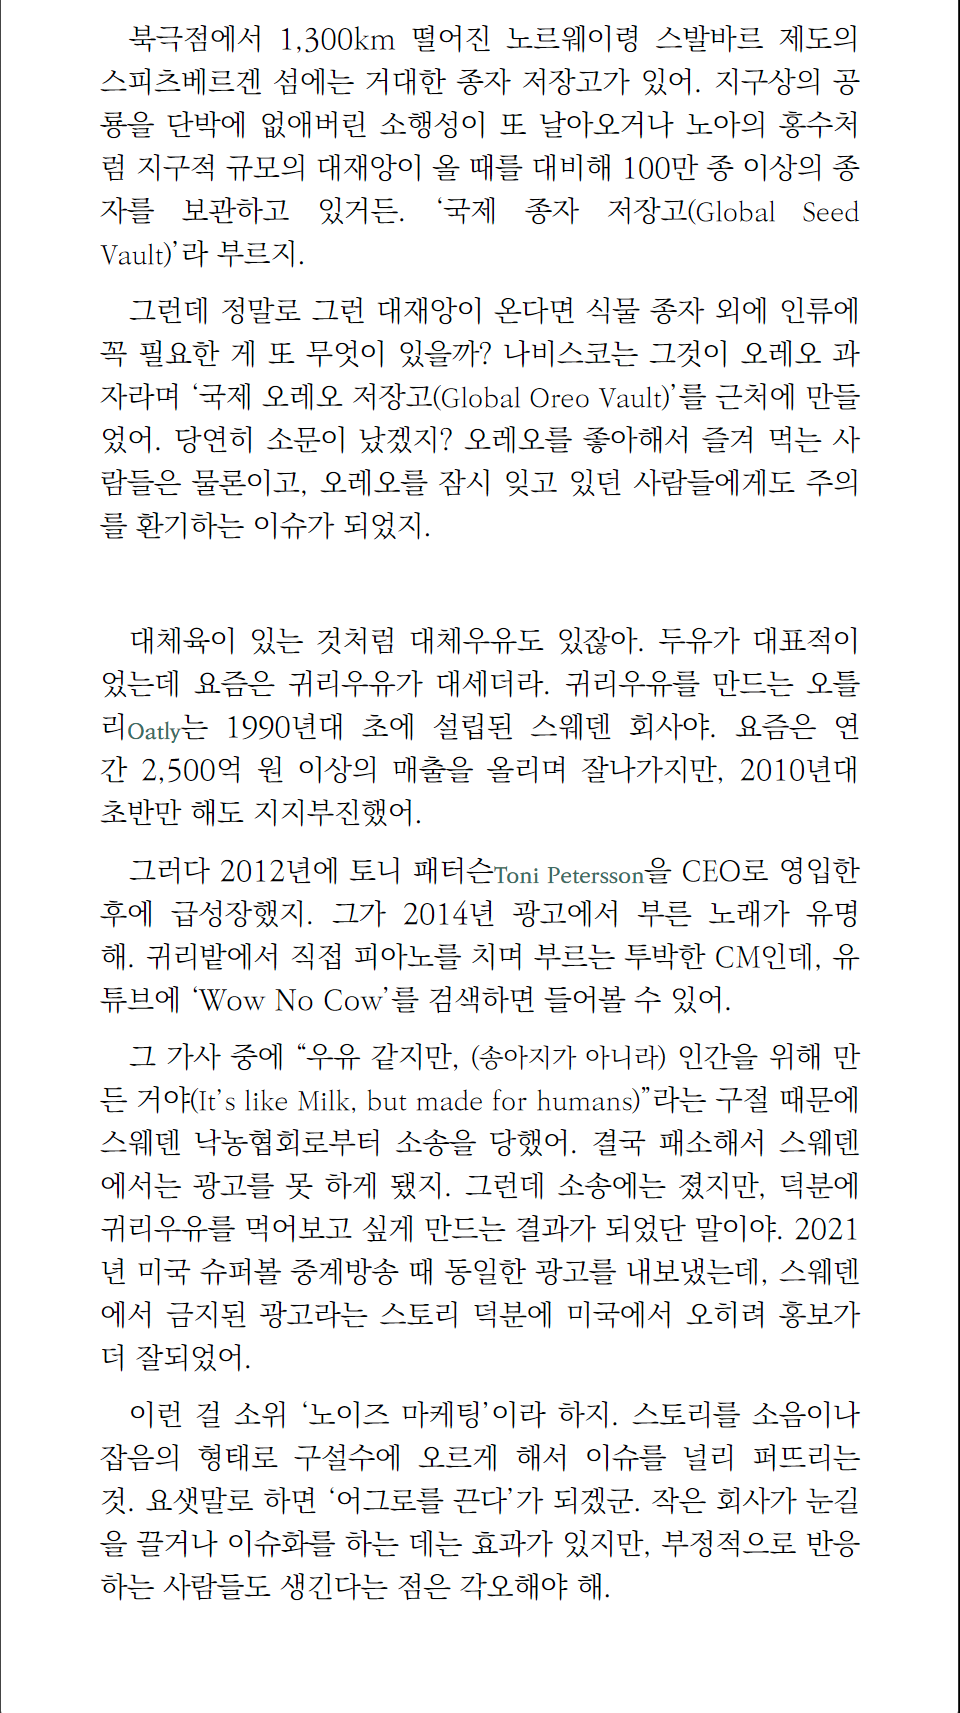 북극점에서 1,300km 떨어진 노르웨이령 스발바르 제도의
스피츠베르겐 섬에는 거대한 종자 저장고가 있어. 지구상의 공
룡을 단박에 없애버린 소행성이 또 날아오거나 노아의 홍수처
럼 지구적 규모의 대재앙이 올 때를 대비해 100만 종 이상의 종
자를 보관하고 있거든. ‘국제 종자 저장고(Global Seed
Vault)’라 부르지.
그런데 정말로 그런 대재앙이 온다면 식물 종자 외에 인류에
꼭 필요한 게 또 무엇이 있을까? 나비스코는 그것이 오레오 과
자라며 ‘국제 오레오 저장고(Global Oreo Vault)’를 근처에 만들
었어. 당연히 소문이 났겠지? 오레오를 좋아해서 즐겨 먹는 사
람들은 물론이고, 오레오를 잠시 잊고 있던 사람들에게도 주의
를 환기하는 이슈가 되었지.
대체육이 있는 것처럼 대체우유도 있잖아. 두유가 대표적이
었는데 요즘은 귀리우유가 대세더라. 귀리우유를 만드는 오틀
리Oatly는 1990년대 초에 설립된 스웨덴 회사야. 요즘은 연
간 2,500억 원 이상의 매출을 올리며 잘나가지만, 2010년대
초반만 해도 지지부진했어.
그러다 2012년에 토니 패터슨Toni Petersson을 CEO로 영입한
후에 급성장했지. 그가 2014년 광고에서 부른 노래가 유명
해. 귀리밭에서 직접 피아노를 치며 부르는 투박한 CM인데, 유
튜브에 ‘Wow No Cow’를 검색하면 들어볼 수 있어.
그 가사 중에 “우유 같지만, (송아지가 아니라) 인간을 위해 만
든 거야(It’s like Milk, but made for humans)”라는 구절 때문에
스웨덴 낙농협회로부터 소송을 당했어. 결국 패소해서 스웨덴
에서는 광고를 못 하게 됐지. 그런데 소송에는 졌지만, 덕분에
귀리우유를 먹어보고 싶게 만드는 결과가 되었단 말이야. 2021
년 미국 슈퍼볼 중계방송 때 동일한 광고를 내보냈는데, 스웨덴
에서 금지된 광고라는 스토리 덕분에 미국에서 오히려 홍보가
더 잘되었어.
이런 걸 소위 ‘노이즈 마케팅’이라 하지. 스토리를 소음이나
잡음의 형태로 구설수에 오르게 해서 이슈를 널리 퍼뜨리는
것. 요샛말로 하면 ‘어그로를 끈다’가 되겠군. 작은 회사가 눈길
을 끌거나 이슈화를 하는 데는 효과가 있지만, 부정적으로 반응
하는 사람들도 생긴다는 점은 각오해야 해.